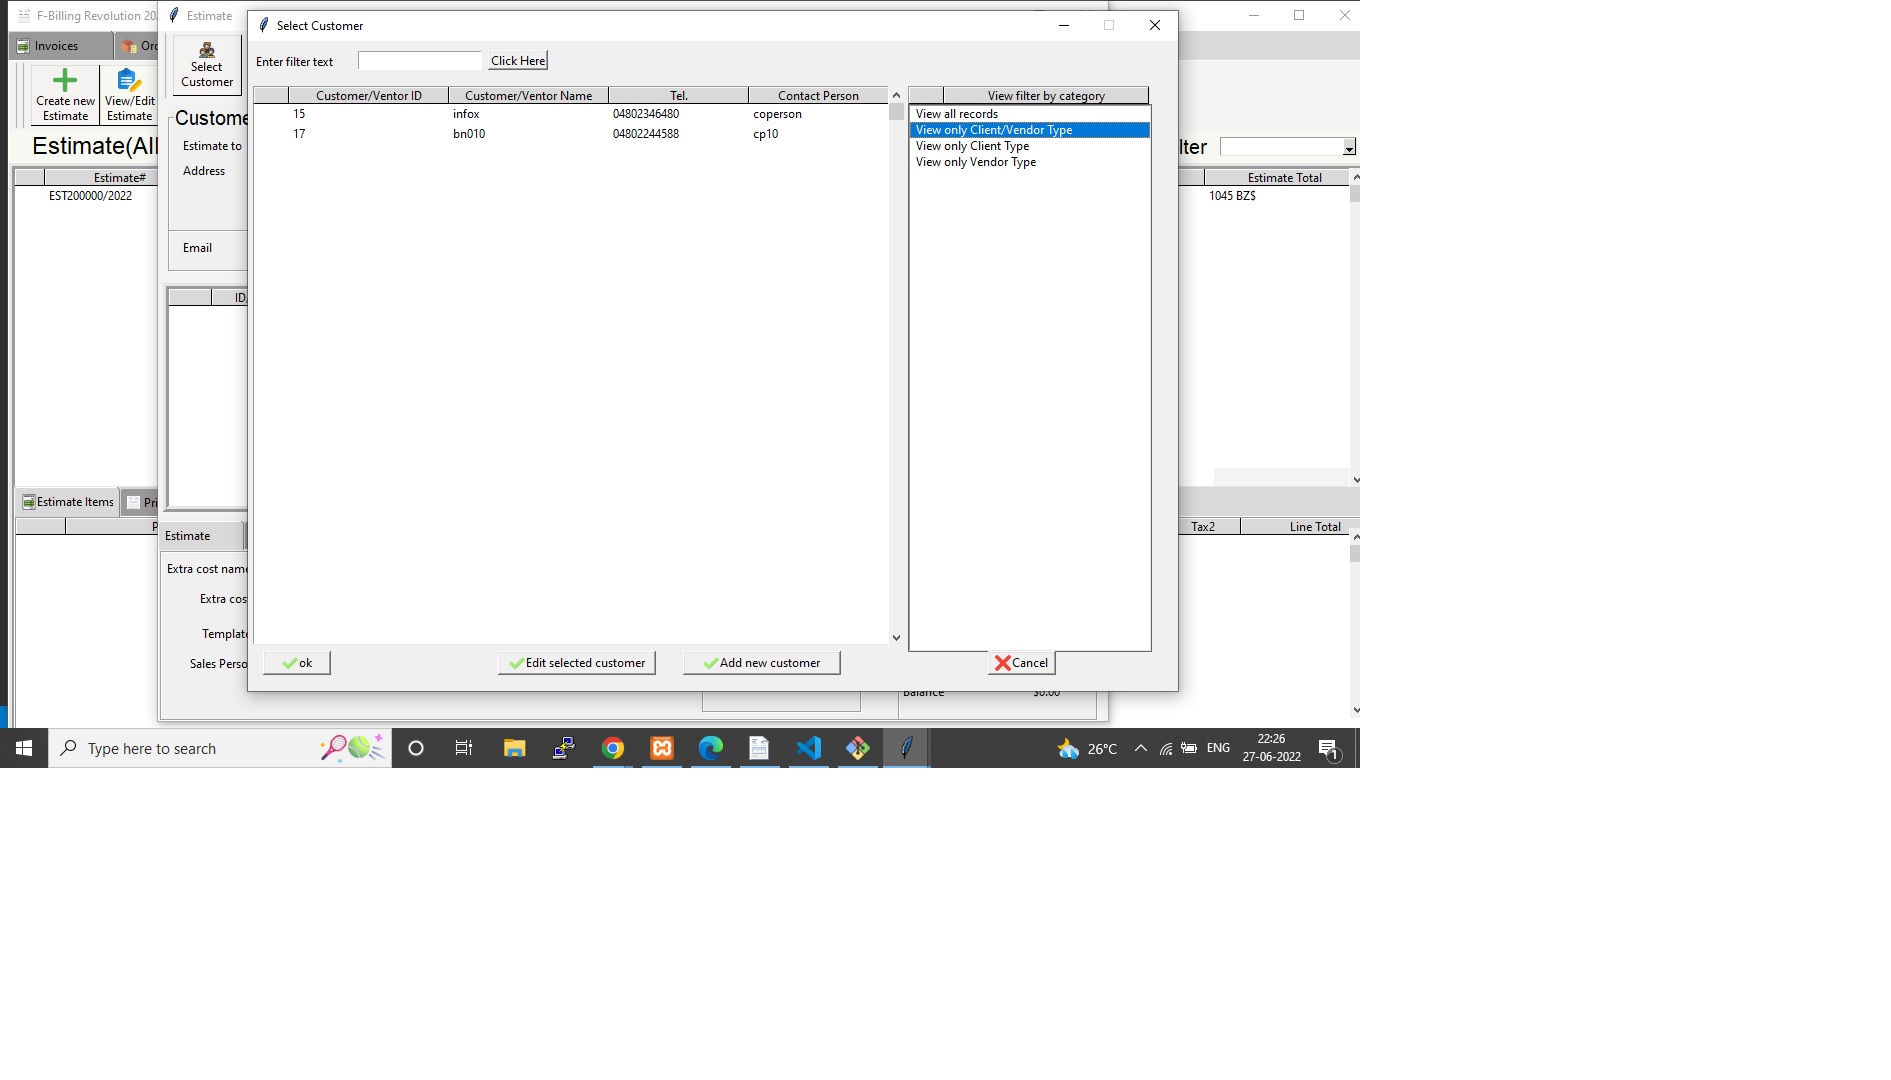 F-Billing Revolution 20
Estimate
Select Customer
Invoices
Select
Customer
Enter filter text
Click Here
Create new
Estimate
View/Edit
Estimate
Customer/Ventor ID
Customer/Ventor Name
Tel.
Contact Person
View filter by category
15
infox
04802346480
coperson
17
bn010
04802244588
cp10
View all records
View only Client/Vendor Type
View only Client Type
View only Vendor Type
Custome
Estimate to
Address
Email
Estimate(All
lter
Estimate#
Estimate Total
EST200000/2022
1045 BZ$
ID
Estimate Items
Pri
Tax2
Line Total
Estimate
Extra cost name
Extra cos
Template
Sales Perso
ok
Edit selected customer
Add new customer
Cancel
Balance
$0.00
Type here to search
26°C
ENG
22:26
27-06-2022
1